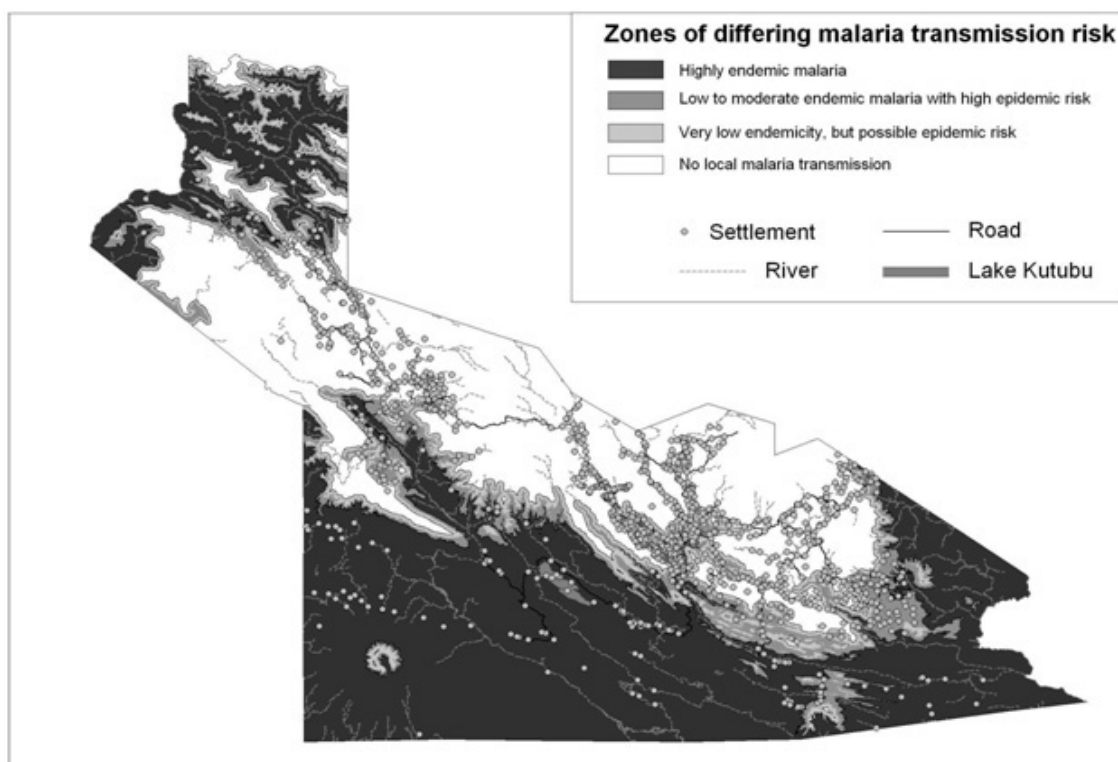 Zones of differing malaria transmission risk
Highly endemic malaria
Low to moderate endemic malaria with high epidemic risk
Very low endemicity, but possible epidemic risk
No local malaria transmission
Settlement
Road
River
Lake Kutubu